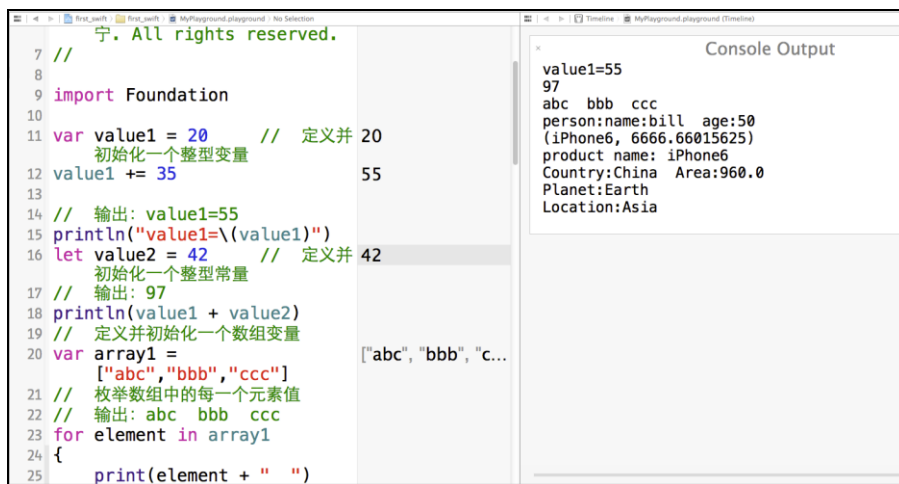 first_swift 〉 first_swift 〉 MyPlayground.playground 〉 No Selection
宁. All rights reserved.
7 //
8
9 import Foundation
10
11 var value1 = 20 // 定义并
初始化一个整型变量
12 value1 += 35
13
14 // 输出：value1=55
15 println("value1=\(value1)")
16 let value2 = 42 // 定义并
初始化一个整型常量
17 // 输出：97
18 println(value1 + value2)
19 // 定义并初始化一个数组变量
20 var array1 =
["abc","bbb","ccc"]
21 // 枚举数组中的每一个元素值
22 // 输出：abc bbb ccc
23 for element in array1
24 {
25 print(element + "  ")
20
55
42
["abc", "bbb", "c...
Timeline 〉 MyPlayground.playground (Timeline)
Console Output
value1=55
97
abc bbb ccc
person:name:bill age:50
(iPhone6, 6666.66015625)
product name: iPhone6
Country:China Area:960.0
Planet:Earth
Location:Asia